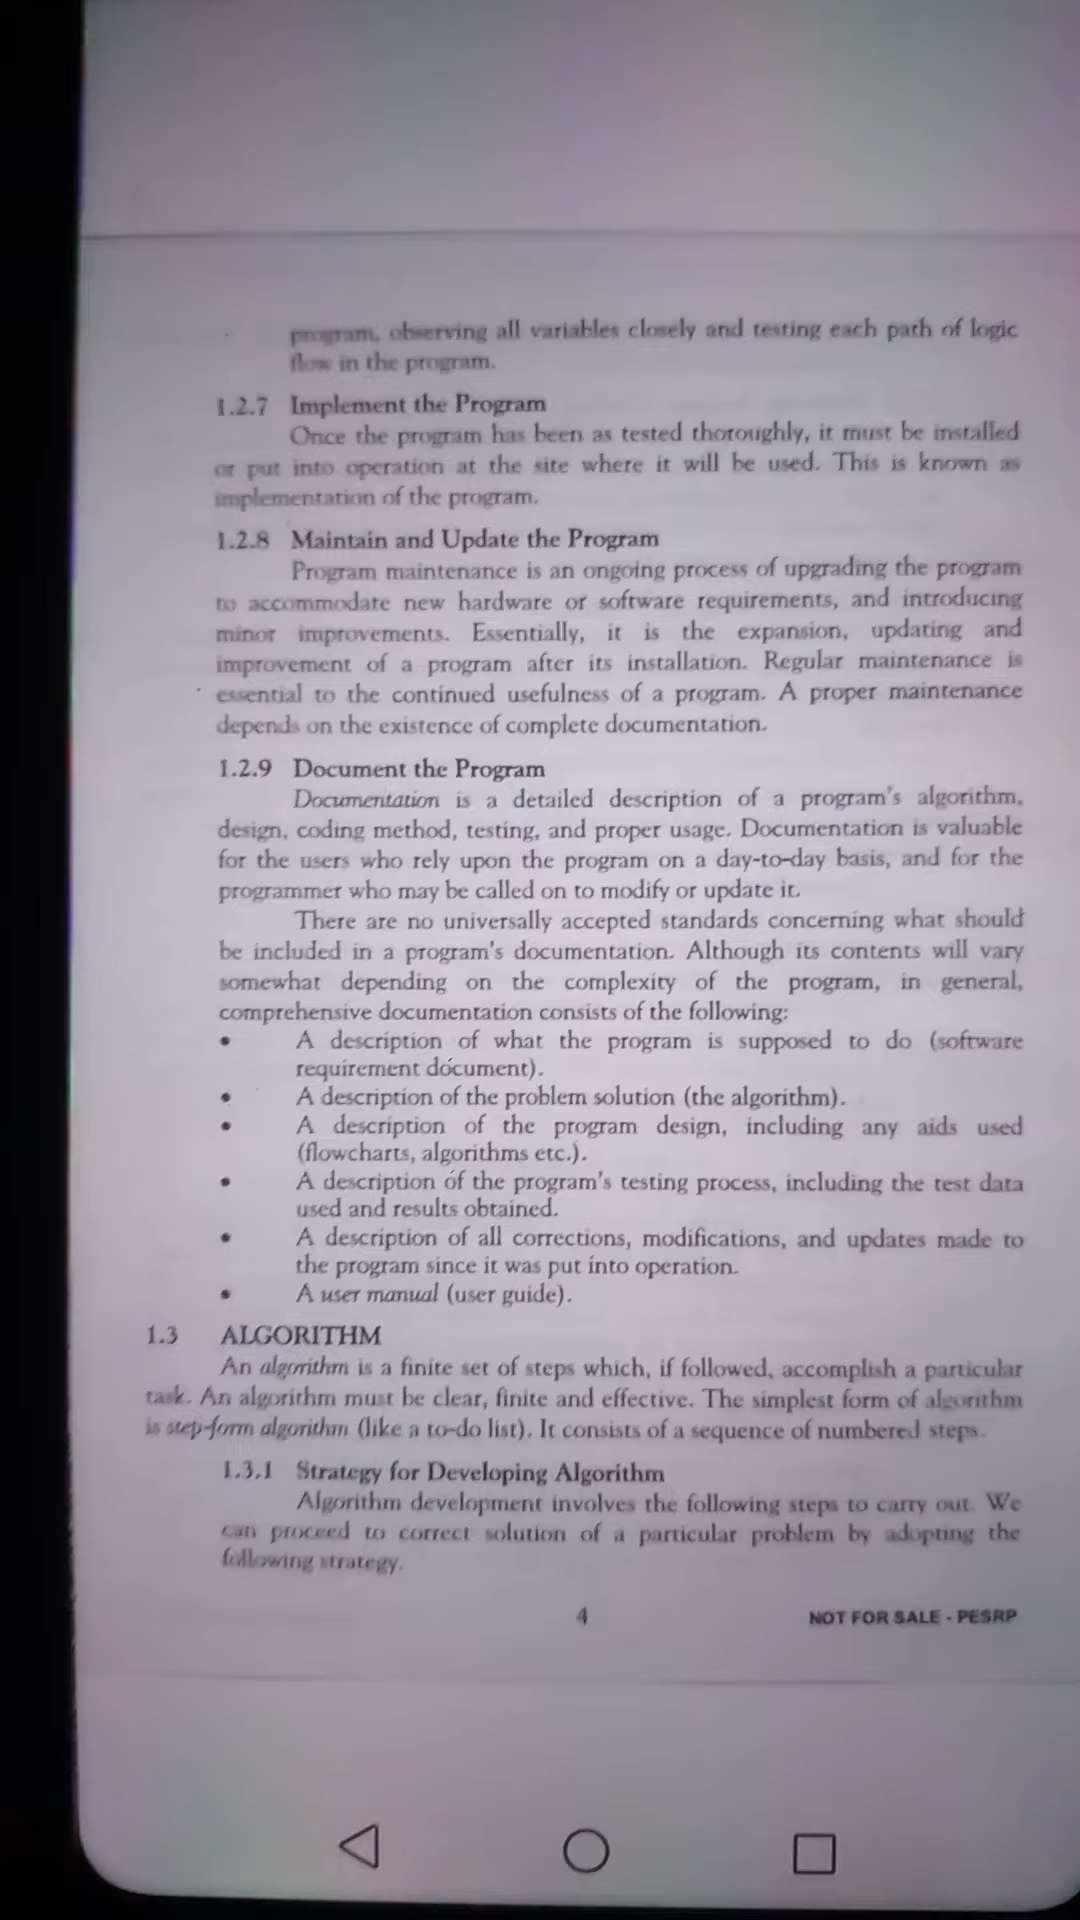 program, observing all variables closely and testing each path of logic
flow in the program.
1.2.7 Implement the Program
Once the program has been as tested thoroughly, it must be installed
or put into operation at the site where it will be used. This is known as
implementation of the program.
1.2.8 Maintain and Update the Program
Program maintenance is an ongoing process of upgrading the program
to accommodate new hardware or software requirements, and introducing
minor improvements. Essentially, it is the expansion, updating and
improvement of a program after its installation. Regular maintenance is
essential to the continued usefulness of a program. A proper maintenance
depends on the existence of complete documentation.
1.2.9 Document the Program
Documentation is a detailed description of a program's algorithm,
design, coding method, testing, and proper usage. Documentation is valuable
for the users who rely upon the program on a day-to-day basis, and for the
programmer who may be called on to modify or update it.
There are no universally accepted standards concerning what should
be included in a program's documentation. Although its contents will vary
somewhat depending on the complexity of the program, in general,
comprehensive documentation consists of the following:
• A description of what the program is supposed to do (software
requirement document).
• A description of the problem solution (the algorithm).
• A description of the program design, including any aids used
(flowcharts, algorithms etc.).
• A description of the program's testing process, including the test data
used and results obtained.
• A description of all corrections, modifications, and updates made to
the program since it was put into operation.
• A user manual (user guide).
1.3 ALGORITHM
An algorithm is a finite set of steps which, if followed, accomplish a particular
task. An algorithm must be clear, finite and effective. The simplest form of algorithm
is step-form algorithm (like a to-do list). It consists of a sequence of numbered steps.
1.3.1 Strategy for Developing Algorithm
Algorithm development involves the following steps to carry out. We
can proceed to correct solution of a particular problem by adopting the
following strategy.
4 NOT FOR SALE - PESRP